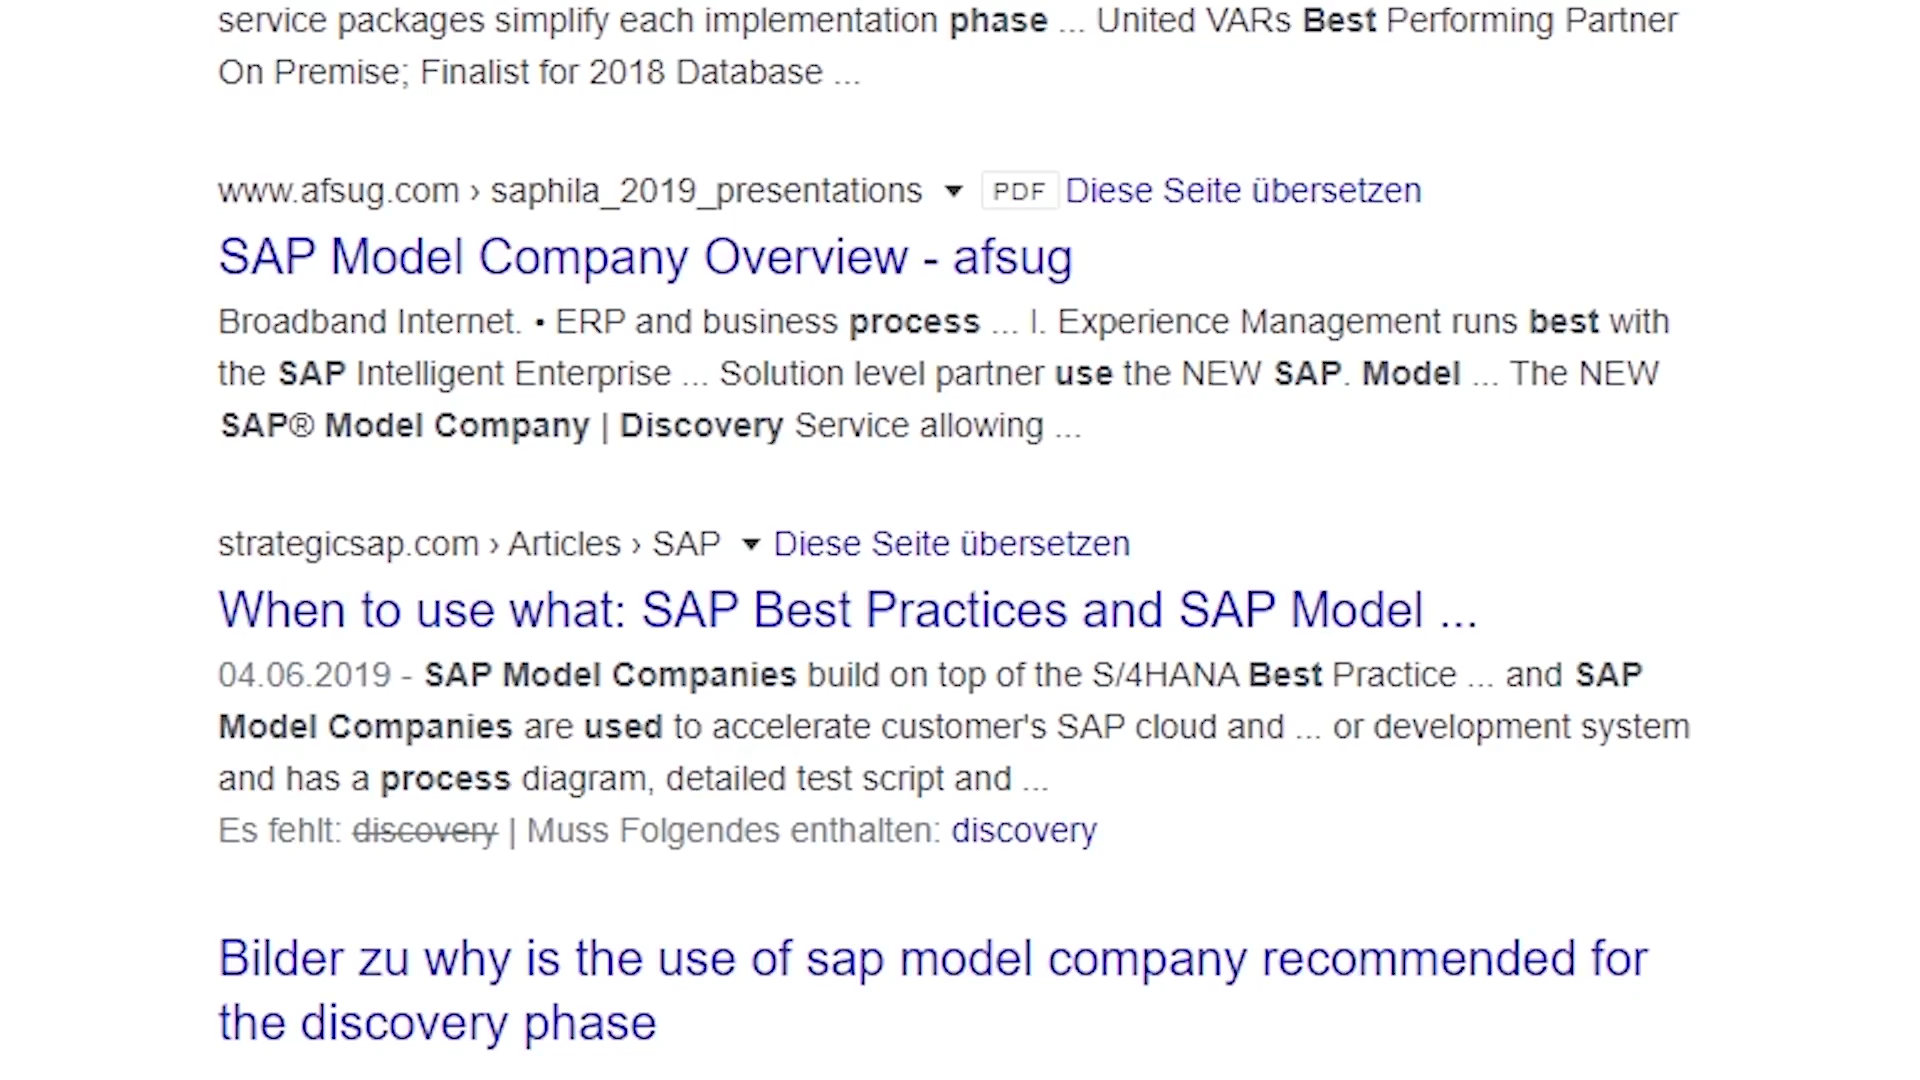 service packages simplify each implementation phase ... United VARs Best Performing Partner
On Premise; Finalist for 2018 Database ...
www.afsug.com › saphila_2019_presentations ▼ PDF Diese Seite übersetzen
SAP Model Company Overview - afsug
Broadband Internet. • ERP and business process ... I. Experience Management runs best with
the SAP Intelligent Enterprise ... Solution level partner use the NEW SAP. Model ... The NEW
SAP® Model Company | Discovery Service allowing ...
strategicsap.com › Articles › SAP ▼ Diese Seite übersetzen
When to use what: SAP Best Practices and SAP Model ...
04.06.2019 - SAP Model Companies build on top of the S/4HANA Best Practice ... and SAP
Model Companies are used to accelerate customer's SAP cloud and ... or development system
and has a process diagram, detailed test script and ...
Es fehlt: discovery | Muss Folgendes enthalten: discovery
Bilder zu why is the use of sap model company recommended for
the discovery phase